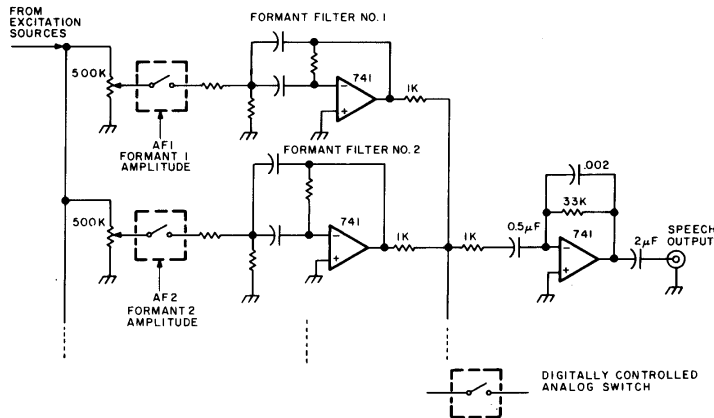 FROM
EXCITATION
SOURCES
FORMANT FILTER NO. 1
500K
741
1K
AF1
FORMANT 1
AMPLITUDE
FORMANT FILTER NO. 2
500K
741
1K
1K
0.5µF
.002
33K
741
2µF
SPEECH
OUTPUT
AF2
FORMANT 2
AMPLITUDE
DIGITALLY CONTROLLED
ANALOG SWITCH